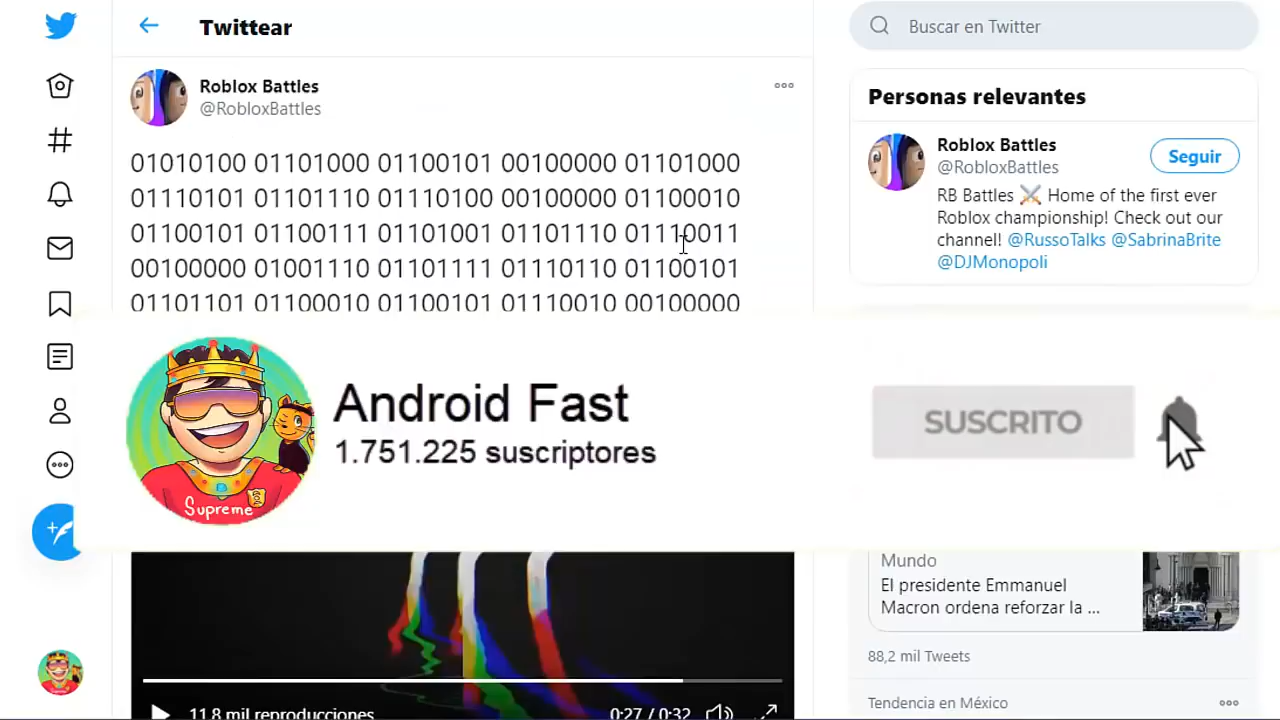 Twittear
Buscar en Twitter
Roblox Battles
@RobloxBattles
01010100 01101000 01100101 00100000 01101000
01110101 01101110 01110100 00100000 01100010
01100101 01100111 01101001 01101110 01110011
00100000 01001110 01101111 01110110 01100101
01101101 01100010 01100101 01110010 00100000
Personas relevantes
Roblox Battles
@RobloxBattles
Seguir
RB Battles ⚔ Home of the first ever
Roblox championship! Check out our
channel! @RussoTalks @SabrinaBrite
@DJMonopoli
Supreme
Android Fast
1.751.225 suscriptores
SUSCRITO
Mundo
El presidente Emmanuel
Macron ordena reforzar la ...
88,2 mil Tweets
Tendencia en México
11,8 mil reproducciones
0:27 / 0:32